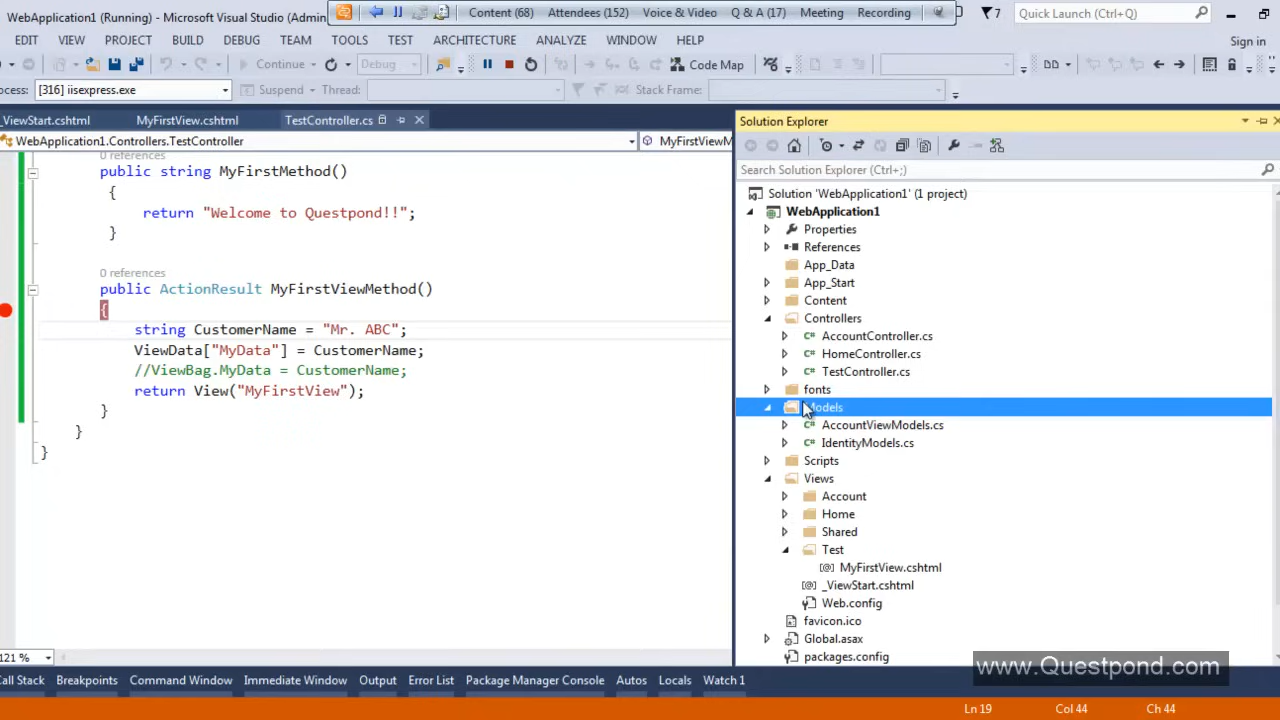 WebApplication1 (Running) - Microsoft Visual Studio (Admin
Content (68) Attendees (152) Voice & Video Q & A (17) Meeting Recording
7 Quick Launch (Ctrl+Q)
EDIT VIEW PROJECT BUILD DEBUG TEAM TOOLS TEST ARCHITECTURE ANALYZE WINDOW HELP
Sign in
Continue Debug Code Map
ocess: [316] iisexpress.exe Suspend Thread: Stack Frame:
_ViewStart.cshtml MyFirstView.cshtml TestController.cs
WebApplication1.Controllers.TestController MyFirstViewM
0 references
public string MyFirstMethod()
{
return "Welcome to Questpond!!";
}
0 references
public ActionResult MyFirstViewMethod()
{
string CustomerName = "Mr. ABC";
ViewData["MyData"] = CustomerName;
//ViewBag.MyData = CustomerName;
return View("MyFirstView");
}
}
}
121 %
Solution Explorer
Search Solution Explorer (Ctrl+;)
Solution 'WebApplication1' (1 project)
WebApplication1
Properties
References
App_Data
App_Start
Content
Controllers
AccountController.cs
HomeController.cs
TestController.cs
fonts
Models
AccountViewModels.cs
IdentityModels.cs
Scripts
Views
Account
Home
Shared
Test
MyFirstView.cshtml
_ViewStart.cshtml
Web.config
favicon.ico
Global.asax
packages.config
www.Questpond.com
Call Stack Breakpoints Command Window Immediate Window Output Error List Package Manager Console Autos Locals Watch 1
Ln 19 Col 44 Ch 44